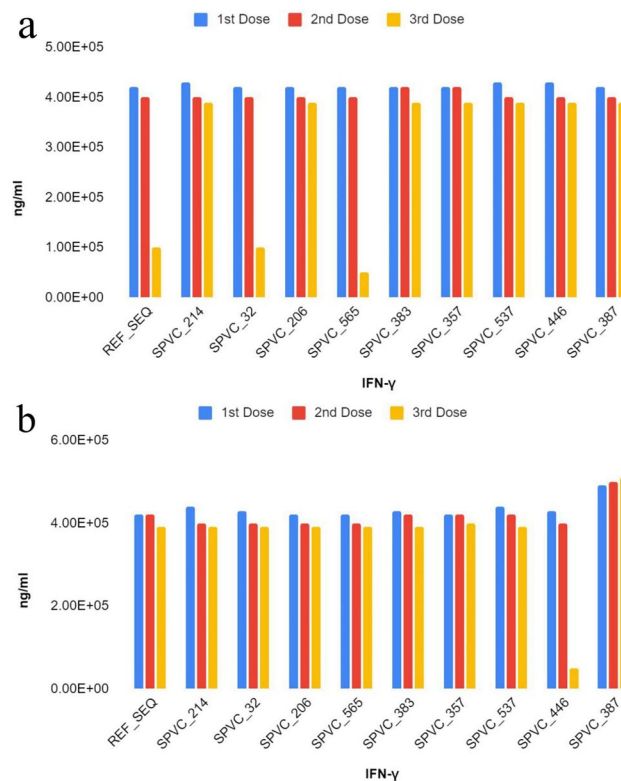 a
1st Dose 2nd Dose 3rd Dose
5.00E+05
4.00E+05
3.00E+05
2.00E+05
1.00E+05
0.00E+00
ng/ml
REF_SEQ SPVC_214 SPVC_32 SPVC_206 SPVC_565 SPVC_383 SPVC_357 SPVC_537 SPVC_446 SPVC_387
IFN-γ
b
1st Dose 2nd Dose 3rd Dose
6.00E+05
4.00E+05
2.00E+05
0.00E+00
ng/ml
REF_SEQ SPVC_214 SPVC_32 SPVC_206 SPVC_565 SPVC_383 SPVC_357 SPVC_537 SPVC_446 SPVC_387
IFN-γ